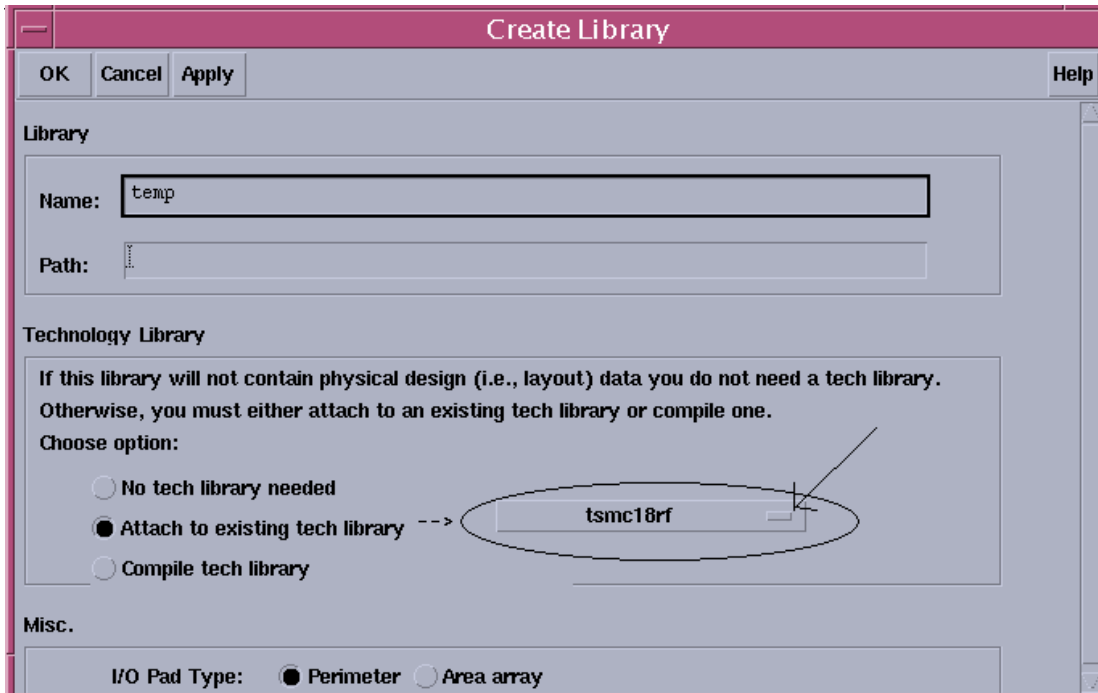 Create Library
OK Cancel Apply Help
Library
Name: temp
Path:
Technology Library
If this library will not contain physical design (i.e., layout) data you do not need a tech library.
Otherwise, you must either attach to an existing tech library or compile one.
Choose option:
No tech library needed
Attach to existing tech library --> tsmc18rf
Compile tech library
Misc.
I/O Pad Type: Perimeter Area array